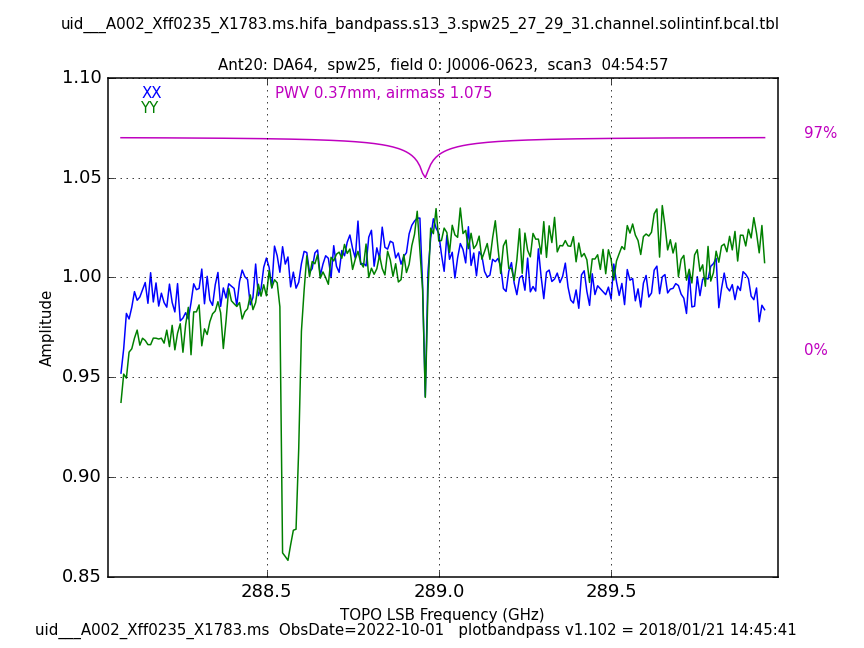 uid___A002_Xff0235_X1783.ms.hifa_bandpass.s13_3.spw25_27_29_31.channel.solintinf.bcal.tbl
Ant20: DA64,  spw25,  field 0: J0006-0623,  scan3  04:54:57
1.10
XX
PWV 0.37mm, airmass 1.075
YY
97%
1.05
1.00
Amplitude
0%
0.95
0.90
0.85
288.5
289.0
289.5
TOPO LSB Frequency (GHz)
uid___A002_Xff0235_X1783.ms  ObsDate=2022-10-01   plotbandpass v1.102 = 2018/01/21 14:45:41